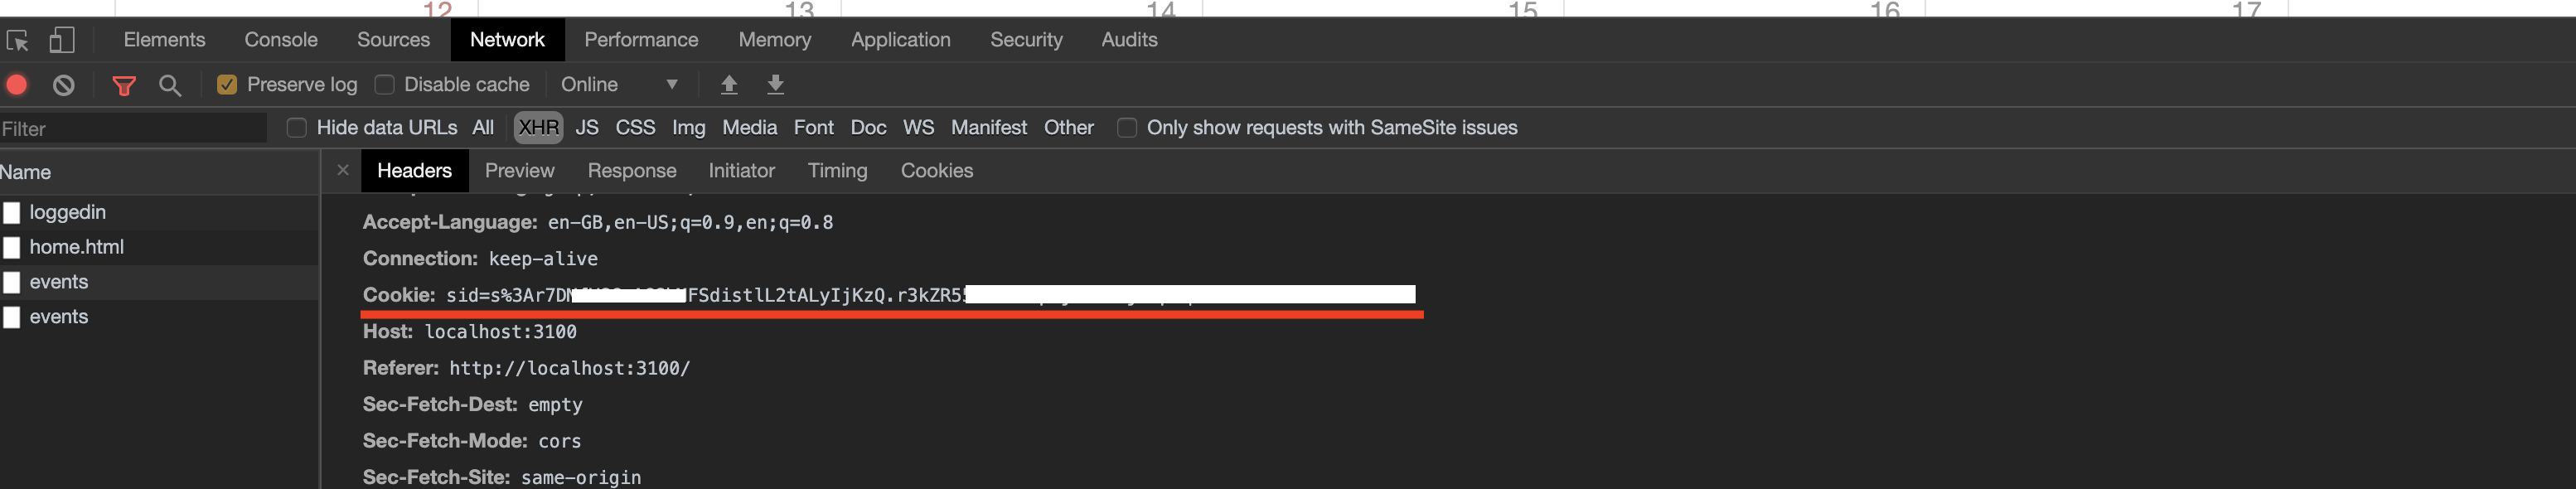 12 13 14 15 16 17
Elements Console Sources Network Performance Memory Application Security Audits
Preserve log Disable cache Online
Filter Hide data URLs All XHR JS CSS Img Media Font Doc WS Manifest Other Only show requests with SameSite issues
Name
Headers Preview Response Initiator Timing Cookies
loggedin
home.html
events
events
Accept-Language: en-GB,en-US;q=0.9,en;q=0.8
Connection: keep-alive
Cookie: sid=s%3Ar7DN FSdistlL2tALyIjKzQ.r3kZR5
Host: localhost:3100
Referer: http://localhost:3100/
Sec-Fetch-Dest: empty
Sec-Fetch-Mode: cors
Sec-Fetch-Site: same-origin